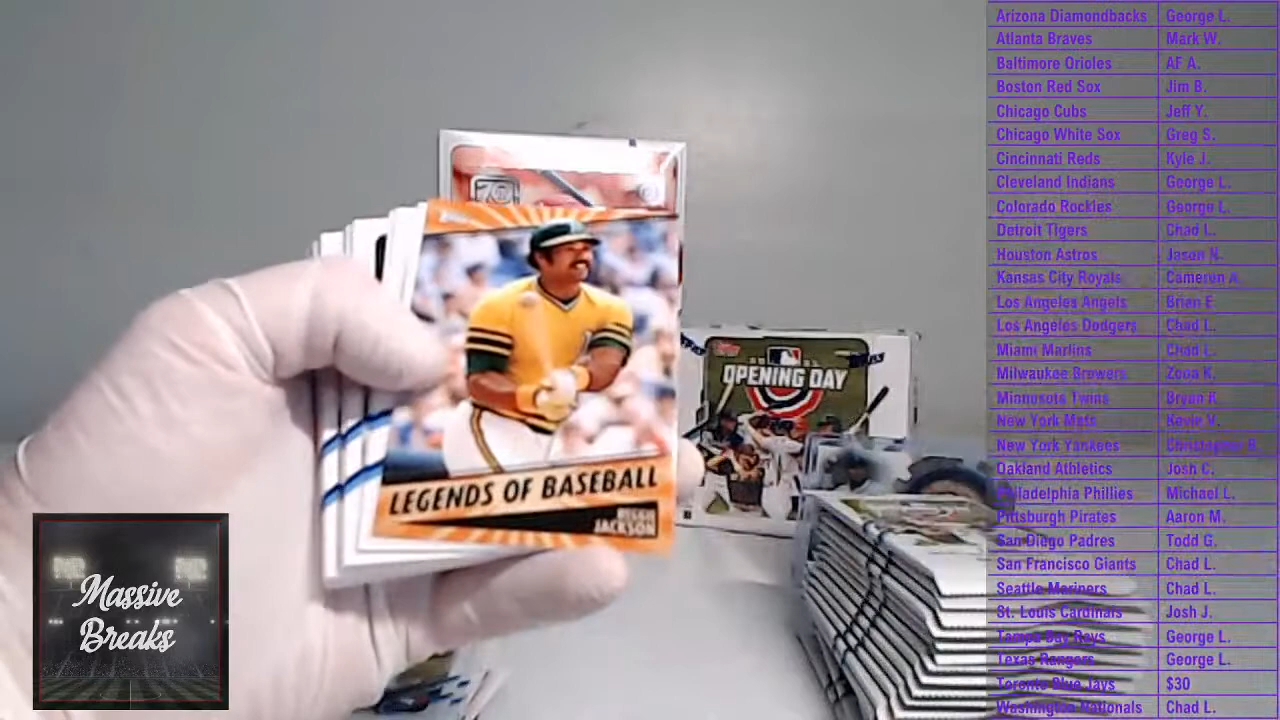 70
LEGENDS OF BASEBALL
REGGIE
JACKSON
Topps
OPENING DAY
Massive
Breaks
Arizona Diamondbacks George L.
Atlanta Braves Mark W.
Baltimore Orioles AF A.
Boston Red Sox Jim B.
Chicago Cubs Jeff Y.
Chicago White Sox Greg S.
Cincinnati Reds Kyle J.
Cleveland Indians George L.
Colorado Rockies George L.
Detroit Tigers Chad L.
Houston Astros Jason N.
Kansas City Royals Cameron A
Los Angeles Angels Brian F
Los Angeles Dodgers Chad L.
Miami Marlins Chad L.
Milwaukee Brewers K.
Minnesota Twins Bryan R
New York Mets Kevin V.
New York Yankees
Oakland Athletics Josh C.
Philadelphia Phillies Michael L.
Pittsburgh Pirates Aaron M.
San Diego Padres Todd G.
San Francisco Giants Chad L.
Seattle Mariners Chad L.
St. Louis Cardinals Josh J.
Tampa Bay Rays George L.
Texas Rangers George L.
Toronto Blue Jays $30
Washington Nationals Chad L.